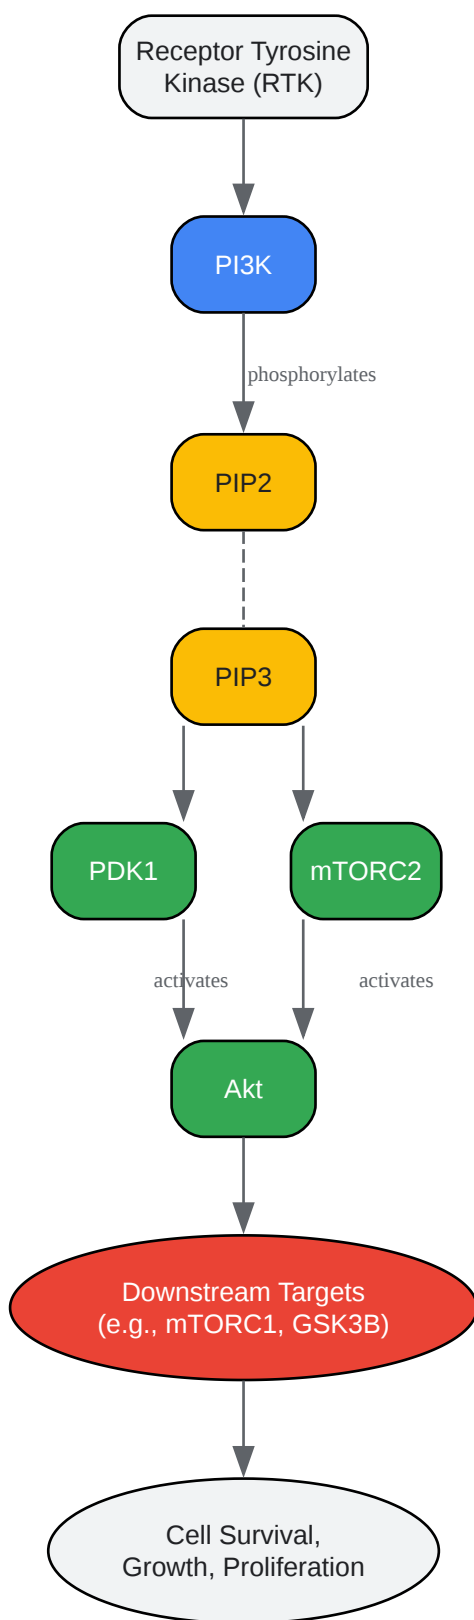 Receptor Tyrosine
Kinase (RTK)
PI3K
phosphorylates
PIP2
PIP3
PDK1
mTORC2
activates
activates
Akt
Downstream Targets
(e.g., mTORC1, GSK3B)
Cell Survival,
Growth, Proliferation